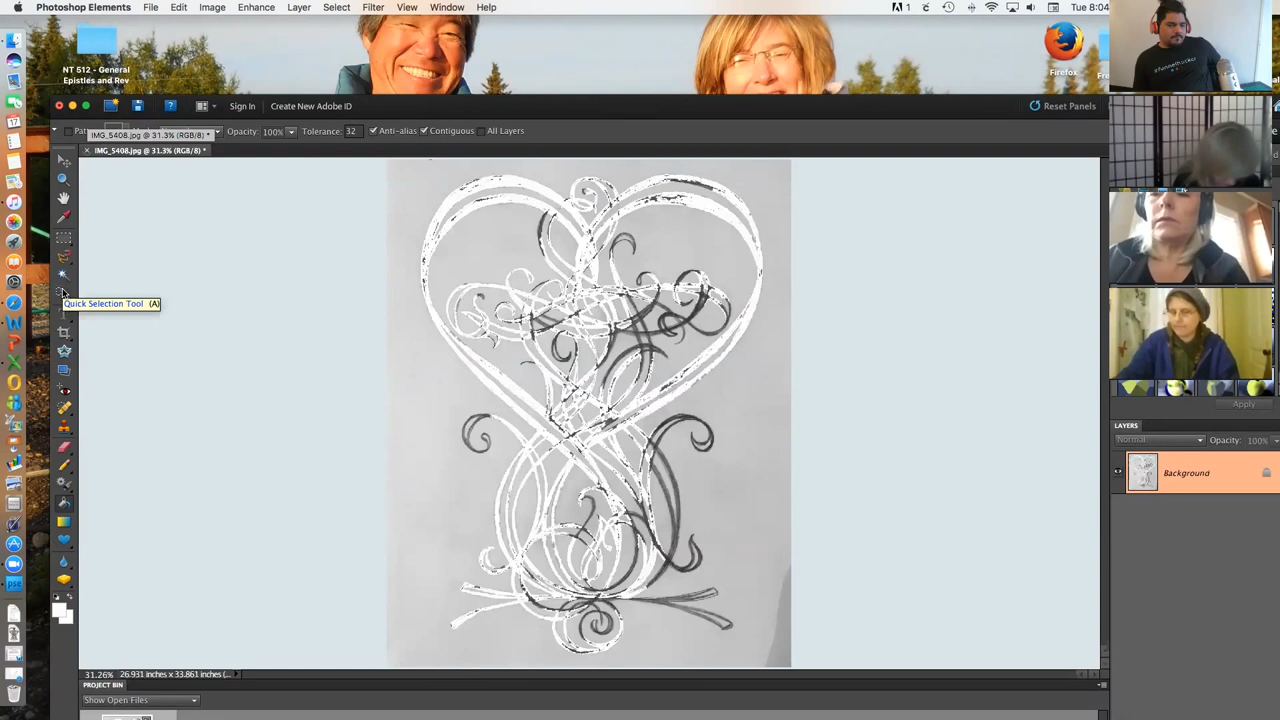 Photoshop Elements File Edit Image Enhance Layer Select Filter View Window Help
1 Tue 8:04
NT 512 - General
Epistles and Rev
Firefox
Sign In Create New Adobe ID Reset Panels
Opacity: 100% Tolerance: 32 Anti-alias Contiguous All Layers
IMG_5408.jpg @ 31.3% (RGB/8) *
IMG_5408.jpg @ 31.3% (RGB/8) *
17
Quick Selection Tool (A)
Apply
LAYERS
Normal Opacity: 100%
Background
pse
31.26% 26.931 inches x 33.861 inches (...
PROJECT BIN
Show Open Files